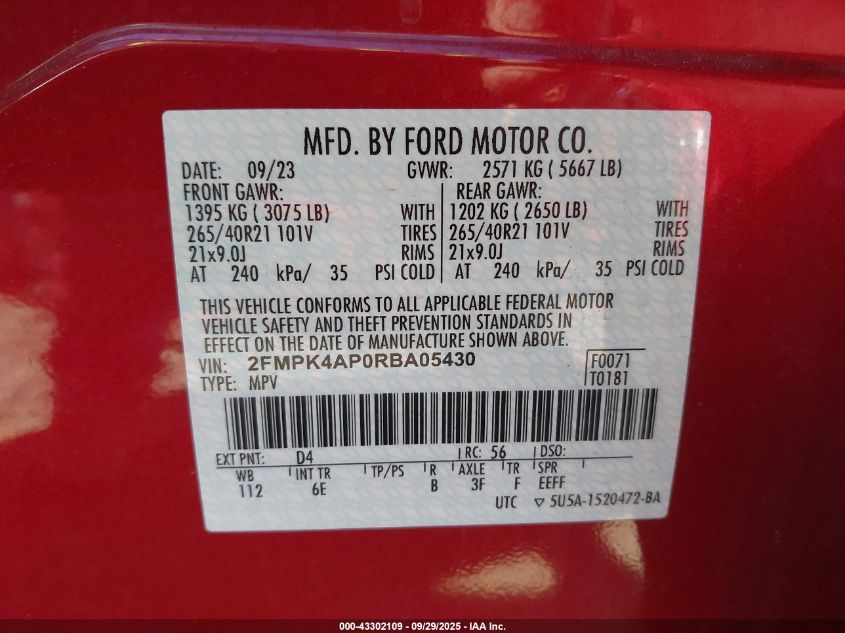 MFD. BY FORD MOTOR CO.
DATE: 09/23 GVWR: 2571 KG ( 5667 LB)
FRONT GAWR: REAR GAWR:
1395 KG ( 3075 LB) WITH 1202 KG ( 2650 LB) WITH
265/40R21 101V TIRES 265/40R21 101V TIRES
21x9.0J RIMS 21x9.0J RIMS
AT 240 kPa/ 35 PSI COLD AT 240 kPa/ 35 PSI COLD
THIS VEHICLE CONFORMS TO ALL APPLICABLE FEDERAL MOTOR
VEHICLE SAFETY AND THEFT PREVENTION STANDARDS IN
EFFECT ON THE DATE OF MANUFACTURE SHOWN ABOVE.
VIN: 2FMPK4AP0RBA05430 F0071
TYPE: MPV T0181
EXT PNT: D4 RC: 56 DSO:
WB INT TR TP/PS R AXLE TR SPR
112 6E B 3F F EEFF
UTC ▽ 5U5A-1520472-BA
000-43302109 - 09/29/2025 - IAA Inc.